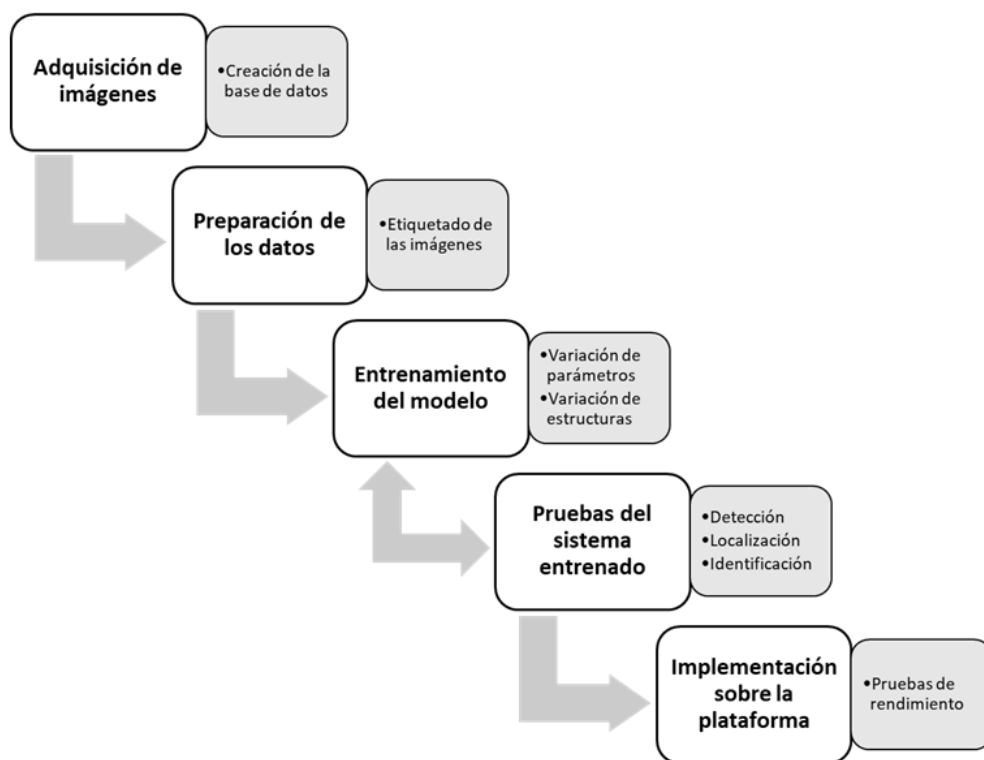 Adquisición de
imágenes
•Creación de la
base de datos
Preparación de
los datos
•Etiquetado de
las imágenes
Entrenamiento
del modelo
•Variación de
parámetros
•Variación de
estructuras
Pruebas del
sistema
entrenado
•Detección
•Localización
•Identificación
Implementación
sobre la
plataforma
•Pruebas de
rendimiento